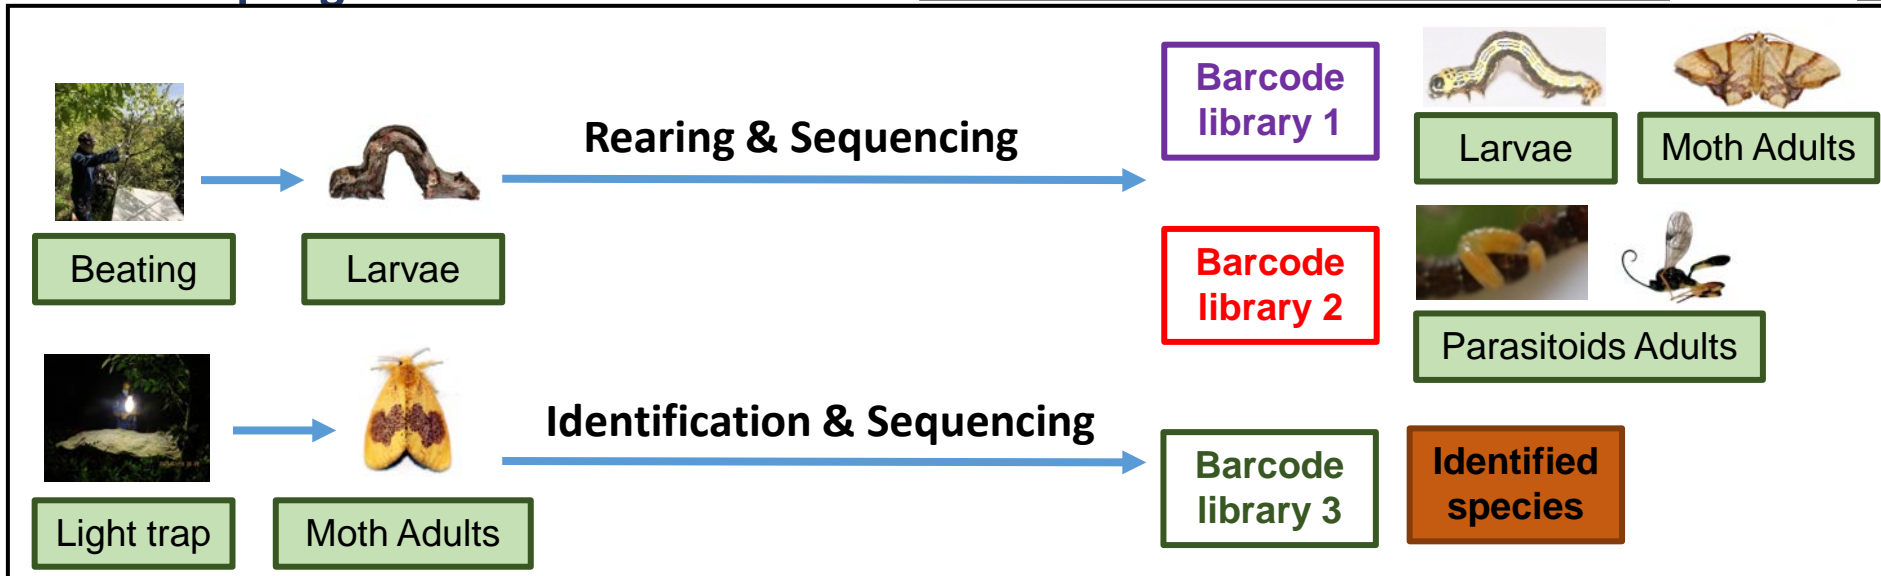 Rearing & Sequencing
Barcode
library 1
Larvae
Moth Adults
Beating
Larvae
Barcode
library 2
Parasitoids Adults
Identification & Sequencing
Barcode
library 3
Identified
species
Light trap
Moth Adults